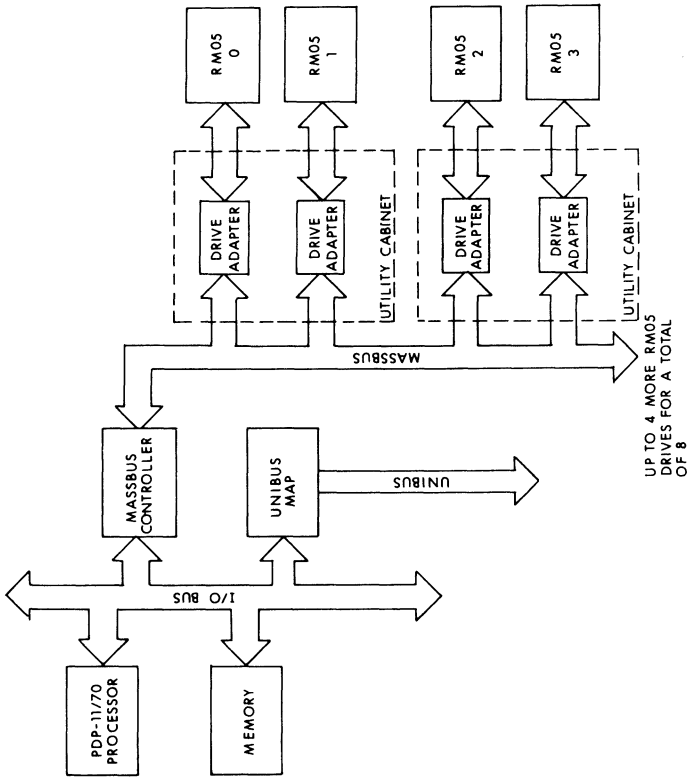 PDP-11/70
PROCESSOR
MEMORY
I/O BUS
MASSBUS
CONTROLLER
UNIBUS
MAP
UNIBUS
MASSBUS
DRIVE
ADAPTER
DRIVE
ADAPTER
UTILITY CABINET
DRIVE
ADAPTER
DRIVE
ADAPTER
UTILITY CABINET
RM05
0
RM05
1
RM05
2
RM05
3
UP TO 4 MORE RM05
DRIVES FOR A TOTAL
OF 8